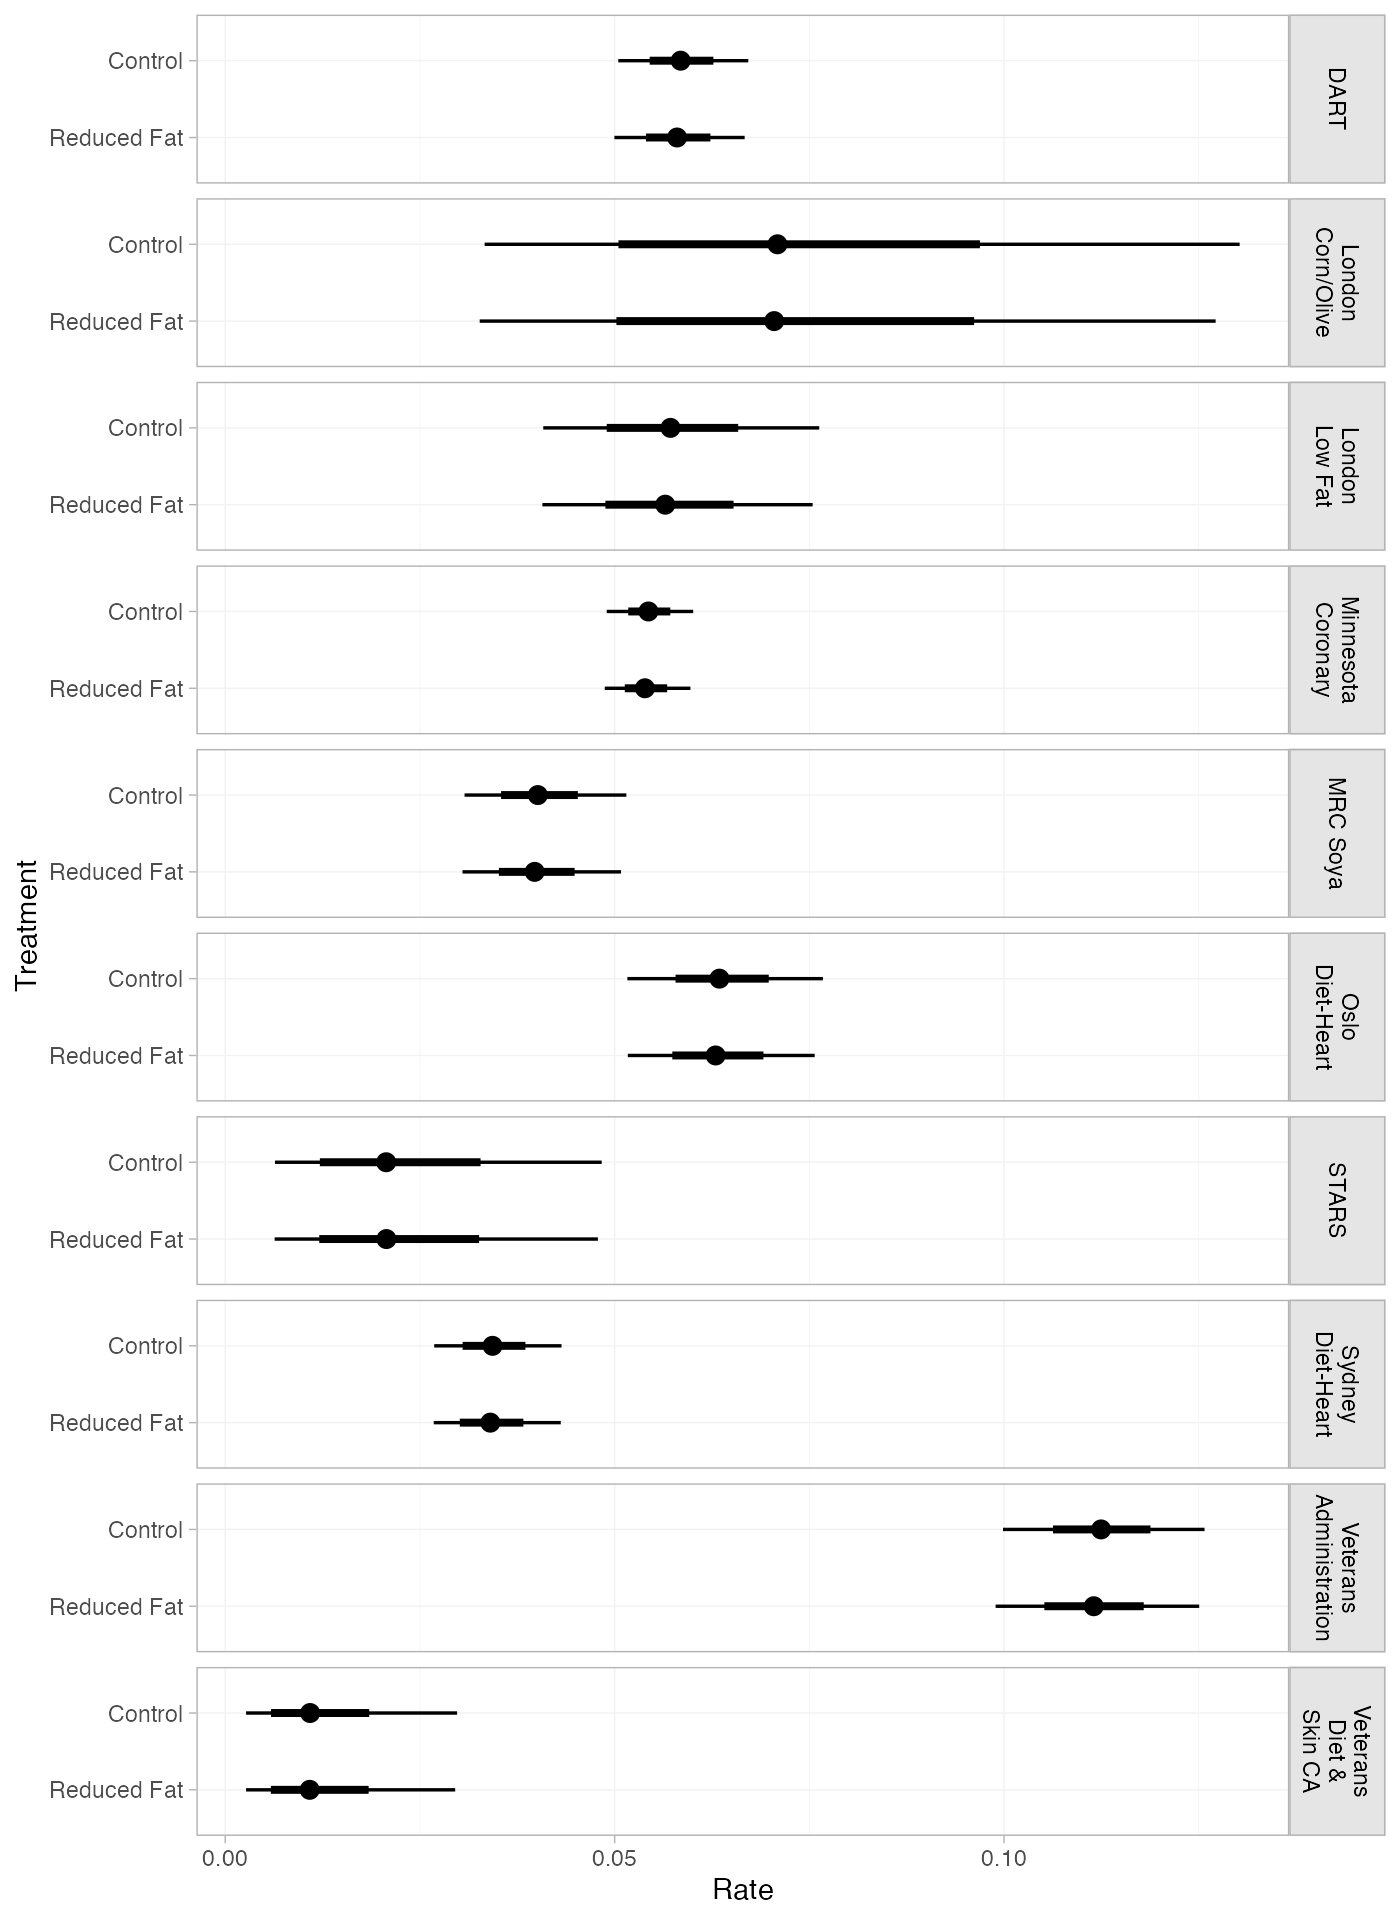 Control
Reduced Fat
DART
Control
Reduced Fat
London
Corn/Olive
Control
Reduced Fat
London
Low Fat
Control
Reduced Fat
Minnesota
Coronary
Control
Reduced Fat
MRC Soya
Control
Reduced Fat
Oslo
Diet-Heart
Control
Reduced Fat
STARS
Control
Reduced Fat
Sydney
Diet-Heart
Control
Reduced Fat
Veterans
Administration
Control
Reduced Fat
Veterans
Diet &
Skin CA
Treatment
0.00
0.05
0.10
Rate